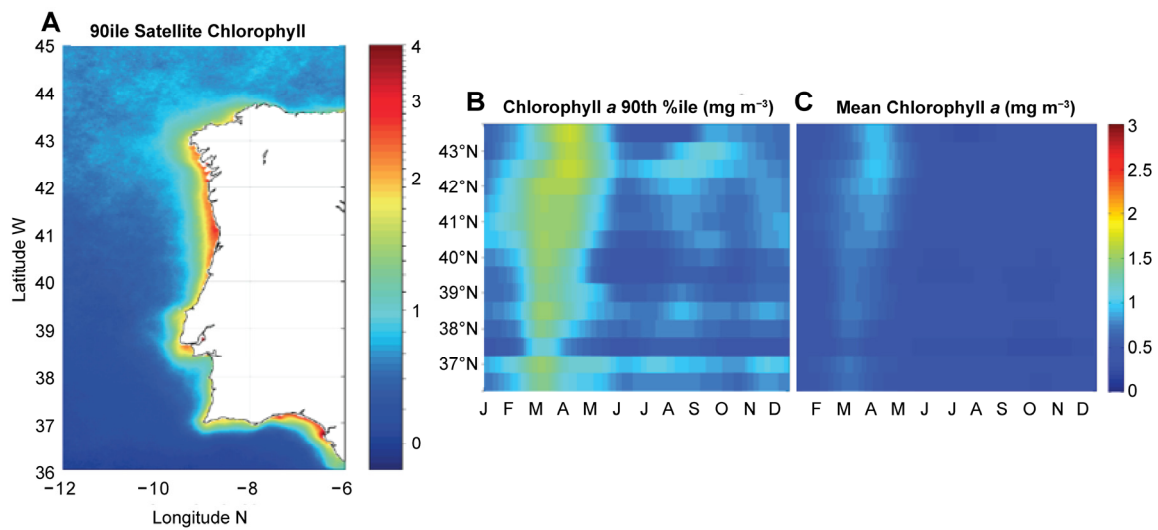 A
90ile Satellite Chlorophyll
45
44
43
42
41
40
39
38
37
36
Latitude W
−12
−10
−8
−6
Longitude N
4
3
2
1
0
B
Chlorophyll a 90th %ile (mg m−3)
43°N
42°N
41°N
40°N
39°N
38°N
37°N
J F M A M J J A S O N D
C
Mean Chlorophyll a (mg m−3)
F M A M J J A S O N D
3
2.5
2
1.5
1
0.5
0